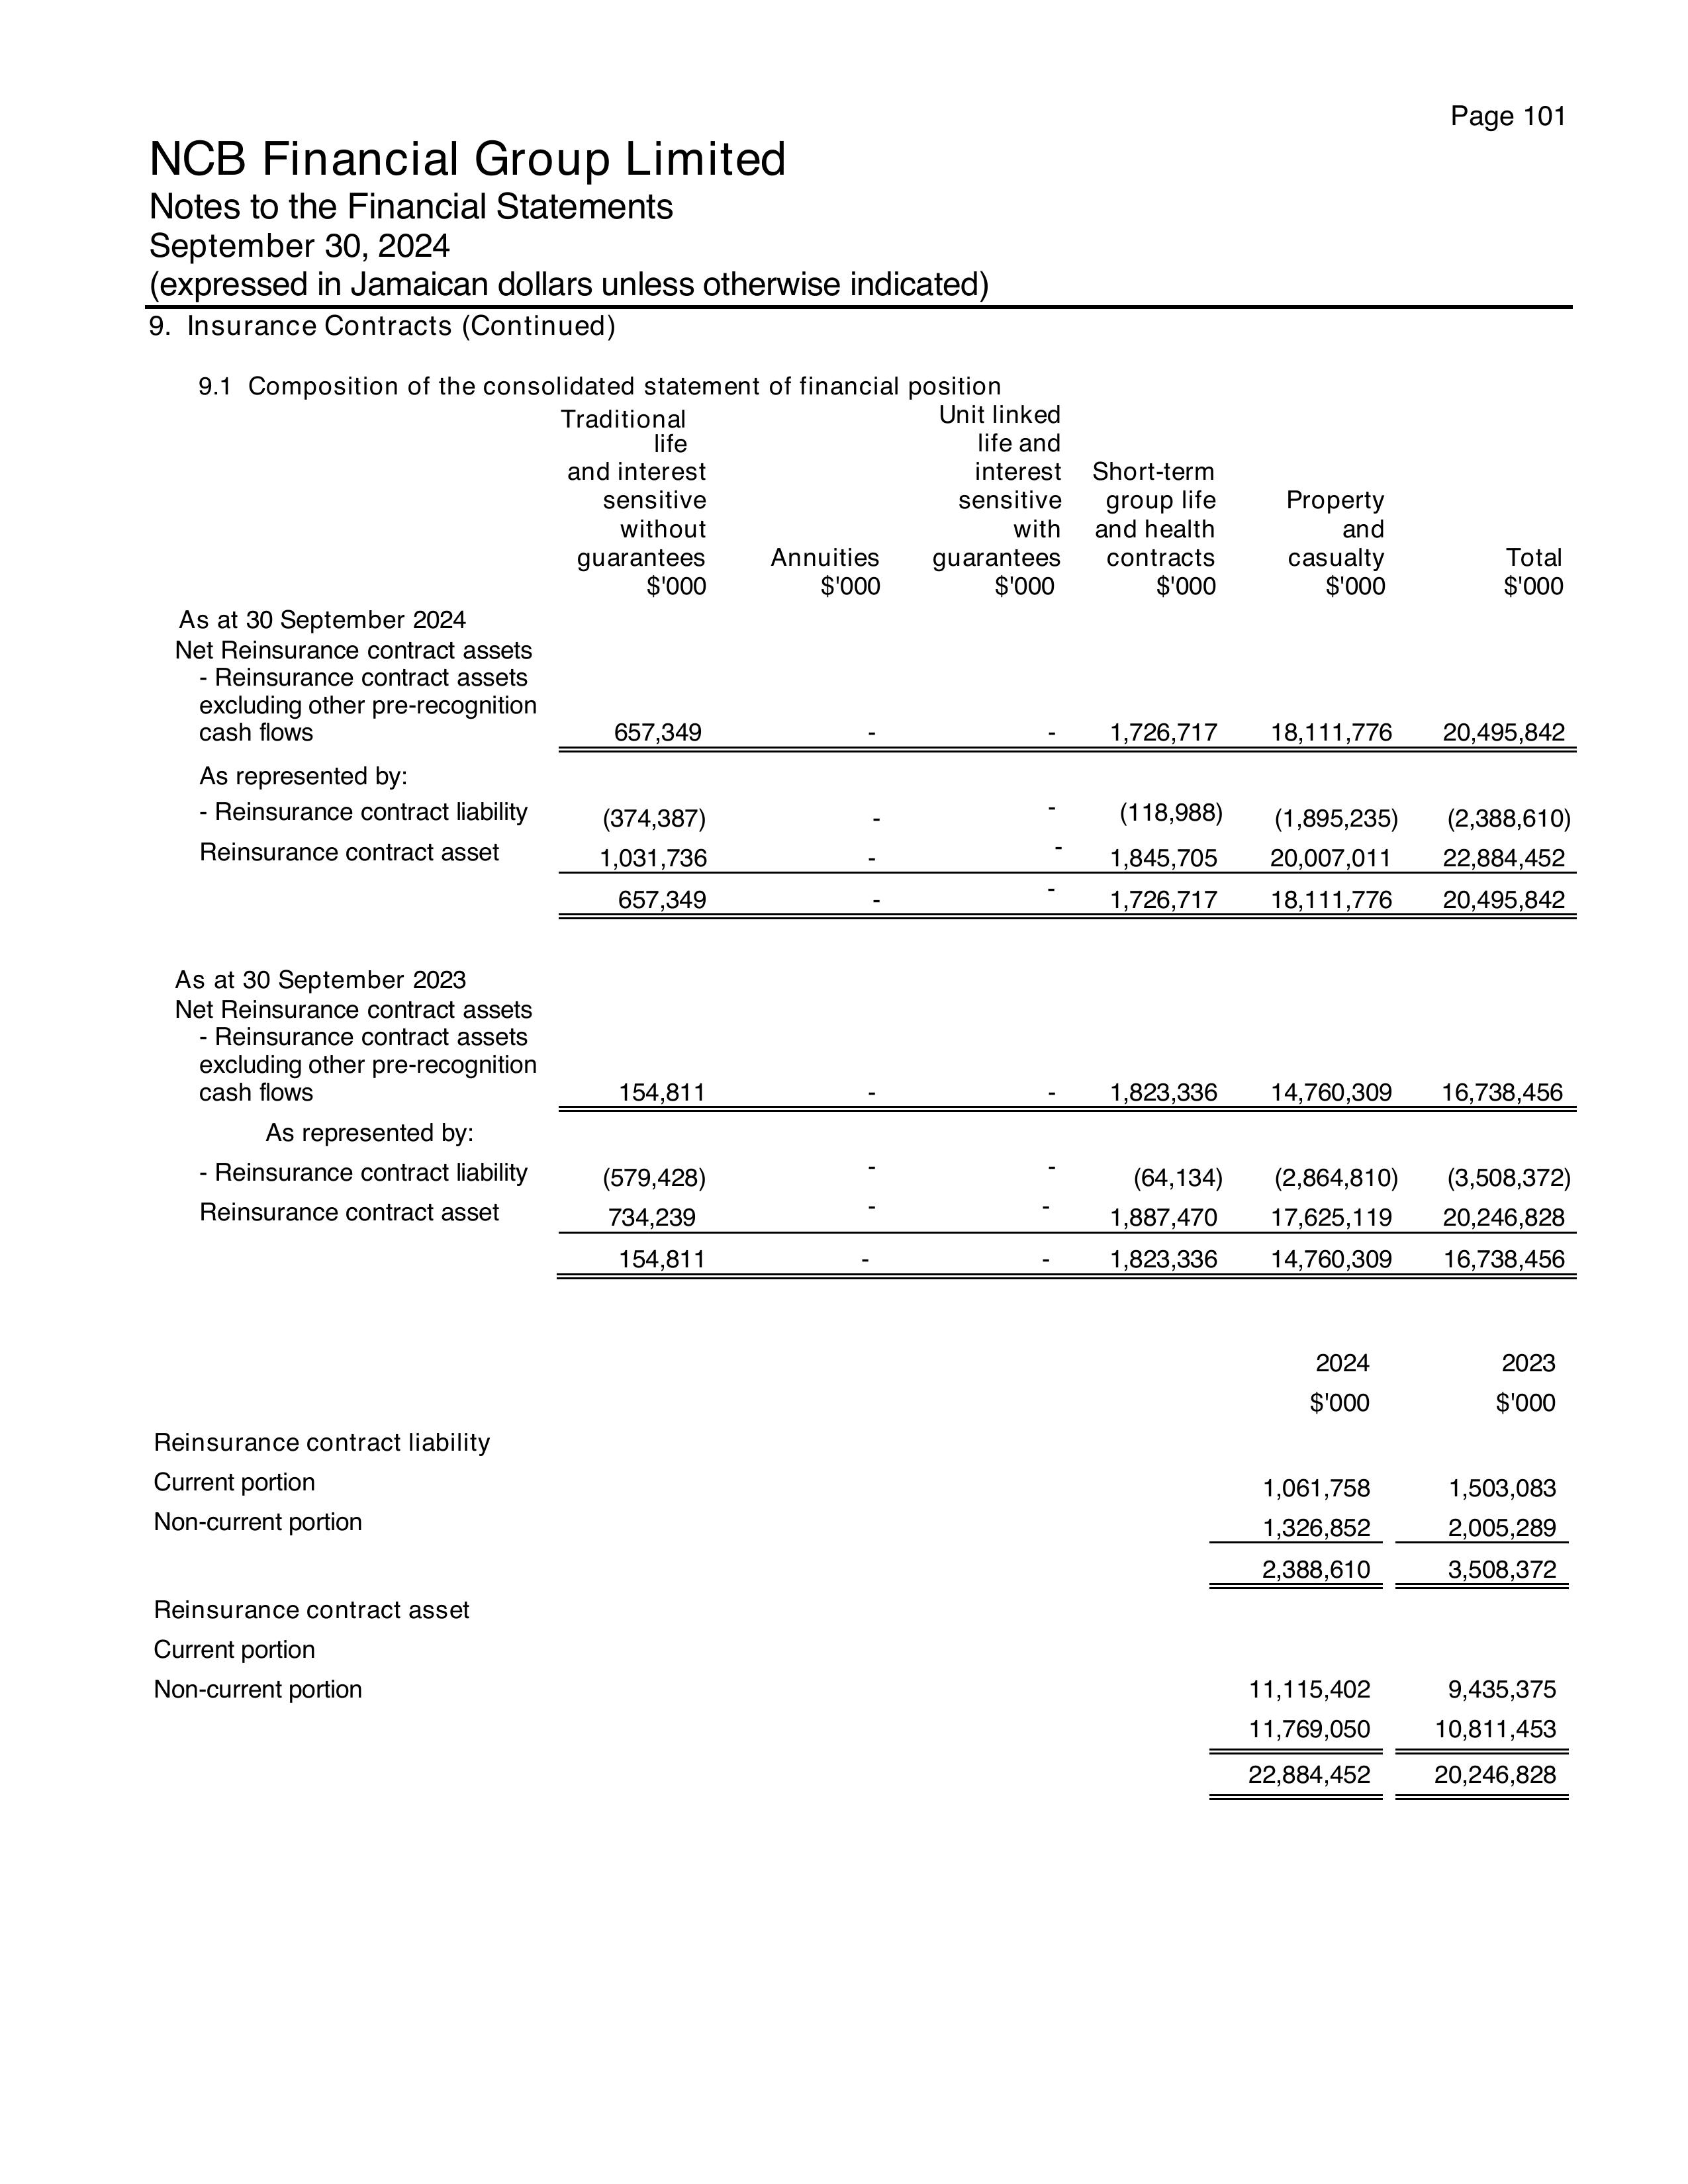 Page 101
NCB Financial Group Limited
Notes to the Financial Statements
September 30, 2024
(expressed in Jamaican dollars unless otherwise indicated)
9. Insurance Contracts (Continued)
9.1 Composition of the consolidated statement of financial position
Traditional Unit linked
life life and
and interest interest Short-term
sensitive sensitive group life Property
without with and health and
guarantees Annuities guarantees contracts casualty Total
$'000 $'000 $'000 $'000 $'000 $'000
As at 30 September 2024
Net Reinsurance contract assets
- Reinsurance contract assets
excluding other pre-recognition
cash flows 657,349 - - 1,726,717 18,111,776 20,495,842
As represented by:
- Reinsurance contract liability (374,387) - - (118,988) (1,895,235) (2,388,610)
Reinsurance contract asset 1,031,736 - - 1,845,705 20,007,011 22,884,452
657,349 - - 1,726,717 18,111,776 20,495,842
As at 30 September 2023
Net Reinsurance contract assets
- Reinsurance contract assets
excluding other pre-recognition
cash flows 154,811 - - 1,823,336 14,760,309 16,738,456
As represented by:
- Reinsurance contract liability (579,428) - - (64,134) (2,864,810) (3,508,372)
Reinsurance contract asset 734,239 - - 1,887,470 17,625,119 20,246,828
154,811 - - 1,823,336 14,760,309 16,738,456
2024 2023
$'000 $'000
Reinsurance contract liability
Current portion 1,061,758 1,503,083
Non-current portion 1,326,852 2,005,289
2,388,610 3,508,372
Reinsurance contract asset
Current portion
Non-current portion 11,115,402 9,435,375
11,769,050 10,811,453
22,884,452 20,246,828